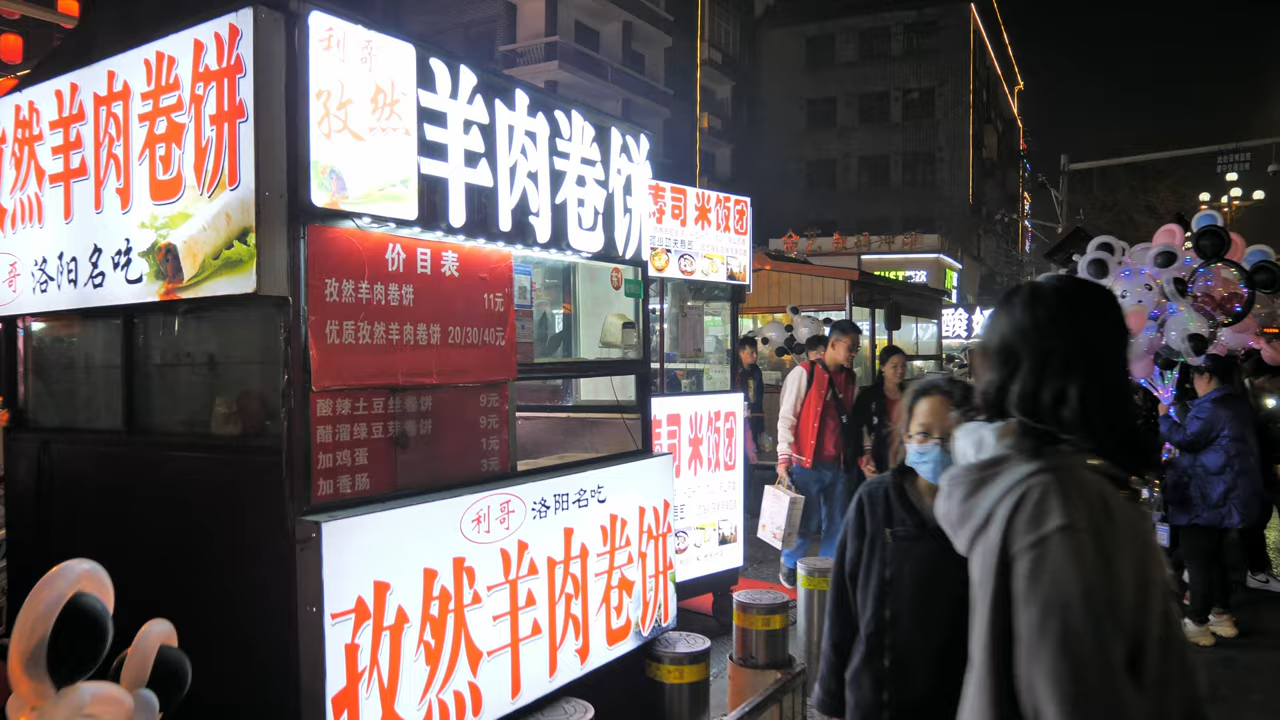 孜然羊肉卷饼
哥 洛阳名吃
利哥
孜然
羊肉卷饼
价目表
孜然羊肉卷饼 11元
优质孜然羊肉卷饼 20/30/40元
酸辣土豆丝卷饼 9元
醋溜绿豆芽卷饼 9元
加鸡蛋 1元
加香肠 3元
利哥 洛阳名吃
孜然羊肉卷饼
寿司 米饭团
寿司 米饭团
酸奶